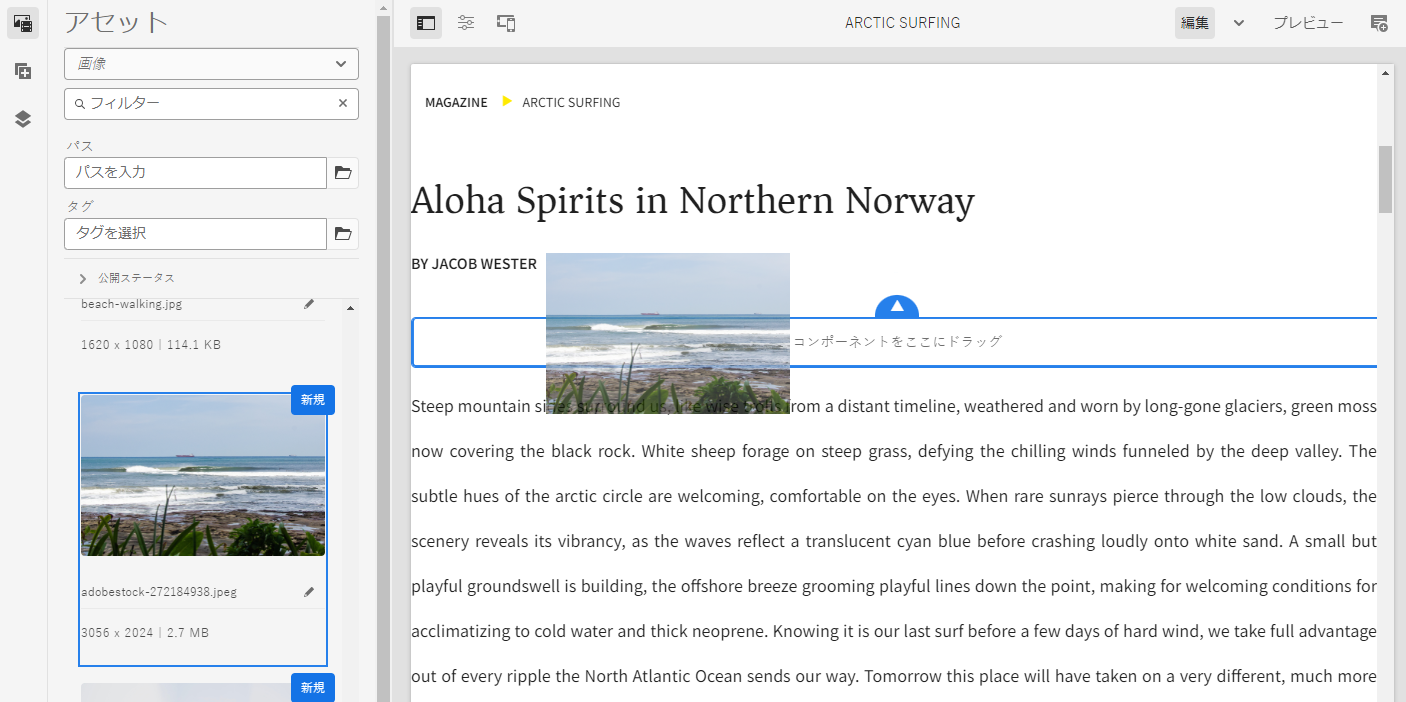 アセット
画像
フィルター
パス
パスを入力
タグ
タグを選択
公開ステータス
beach-walking.jpg
1620 x 1080 | 114.1 KB
新規
adobestock-272184938.jpeg
3056 x 2024 | 2.7 MB
新規
ARCTIC SURFING
編集
プレビュー
MAGAZINE ARCTIC SURFING
Aloha Spirits in Northern Norway
BY JACOB WESTER
コンポーネントをここにドラッグ
Steep mountain sides surround us, like wise trolls from a distant timeline, weathered and worn by long-gone glaciers, green moss
now covering the black rock. White sheep forage on steep grass, defying the chilling winds funneled by the deep valley. The
subtle hues of the arctic circle are welcoming, comfortable on the eyes. When rare sunrays pierce through the low clouds, the
scenery reveals its vibrancy, as the waves reflect a translucent cyan blue before crashing loudly onto white sand. A small but
playful groundswell is building, the offshore breeze grooming playful lines down the point, making for welcoming conditions for
acclimatizing to cold water and thick neoprene. Knowing it is our last surf before a few days of hard wind, we take full advantage
out of every ripple the North Atlantic Ocean sends our way. Tomorrow this place will have taken on a very different, much more